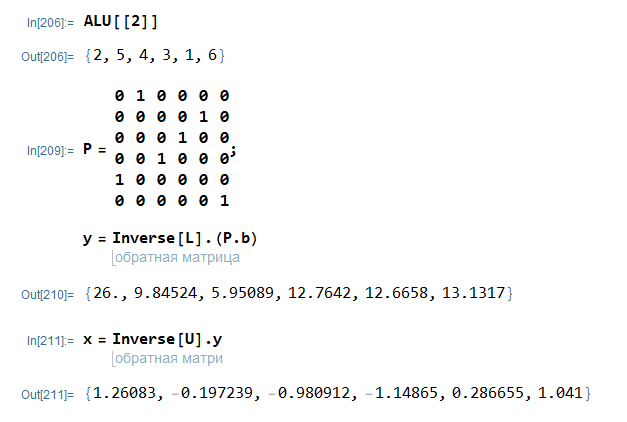 In[206]:= ALU[[2]]
Out[206]= {2, 5, 4, 3, 1, 6}
0 1 0 0 0 0
0 0 0 0 1 0
In[209]:= P = 0 0 0 1 0 0;
0 0 1 0 0 0
1 0 0 0 0 0
0 0 0 0 0 1
y = Inverse[L].(P.b)
обратная матрица
Out[210]= {26., 9.84524, 5.95089, 12.7642, 12.6658, 13.1317}
In[211]:= x = Inverse[U].y
обратная матри
Out[211]= {1.26083, -0.197239, -0.980912, -1.14865, 0.286655, 1.041}